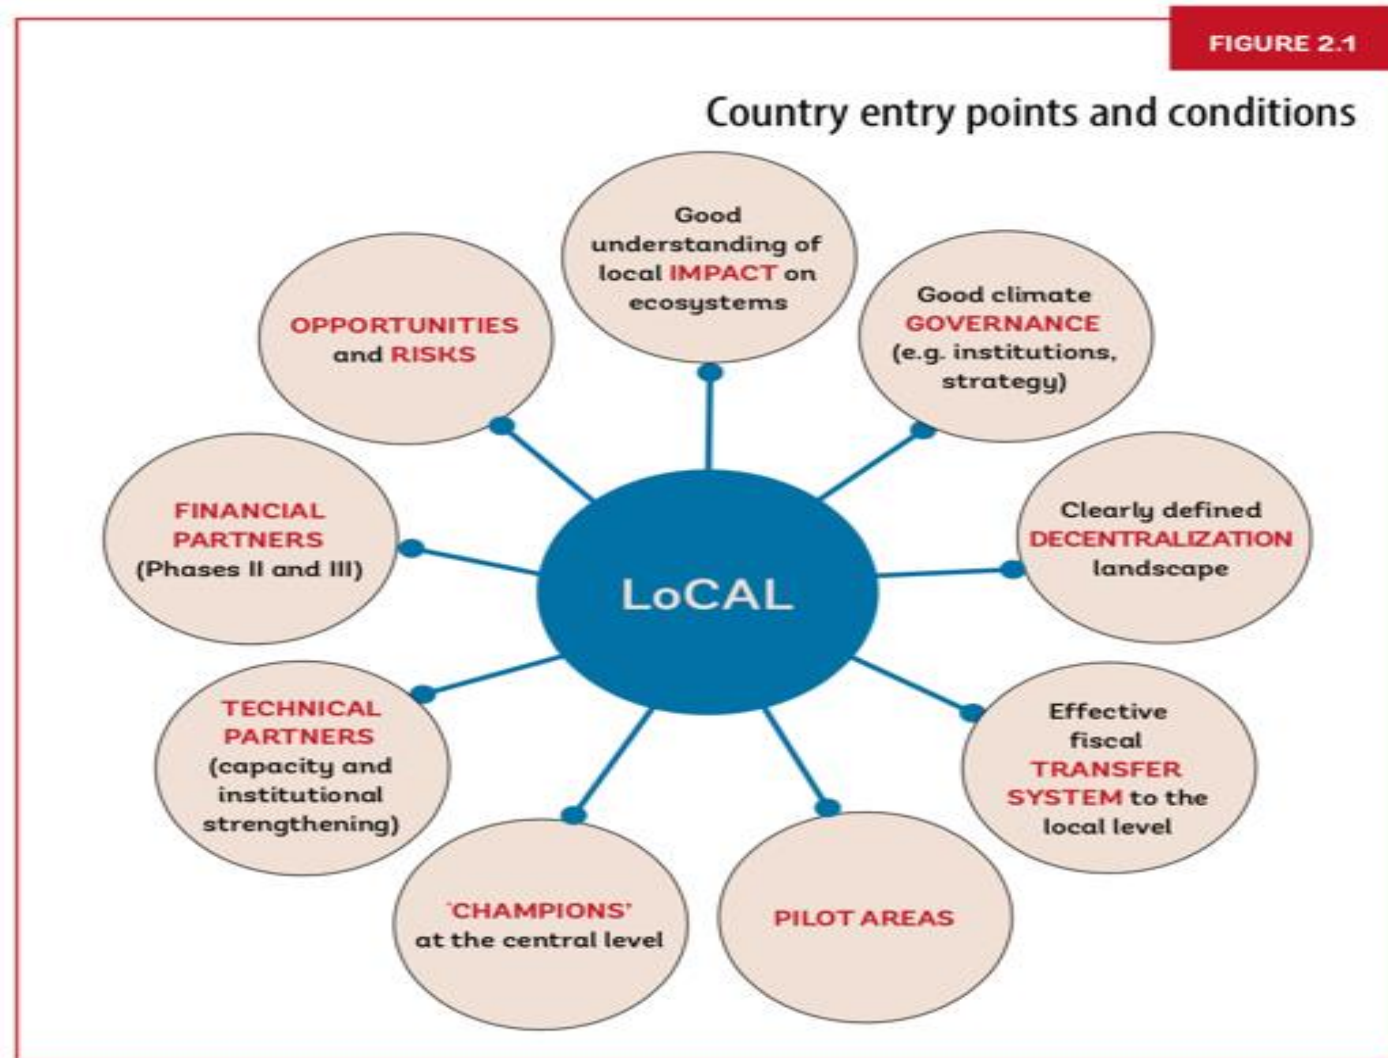 FIGURE 2.1
Country entry points and conditions
Good
understanding of
local IMPACT on
ecosystems
Good climate
GOVERNANCE
(e.g. institutions,
strategy)
Clearly defined
DECENTRALIZATION
landscape
Effective
fiscal
TRANSFER
SYSTEM to the
local level
PILOT AREAS
‘CHAMPIONS’
at the central level
TECHNICAL
PARTNERS
(capacity and
institutional
strengthening)
FINANCIAL
PARTNERS
(Phases II and III)
OPPORTUNITIES
and RISKS
LoCAL